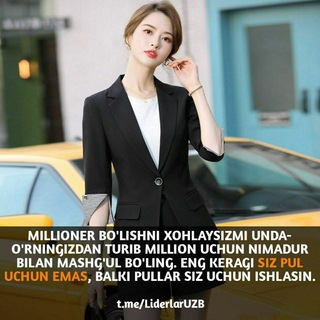 MILLIONER BO'LISHNI XOHLAYSIZMI UNDA-
O'RNINGIZDAN TURIB MILLION UCHUN NIMADUR
BILAN MASHG'UL BO'LING. ENG KERAGI SIZ PUL
UCHUN EMAS, BALKI PULLAR SIZ UCHUN ISHLASIN.
t.me/LiderlarUZB